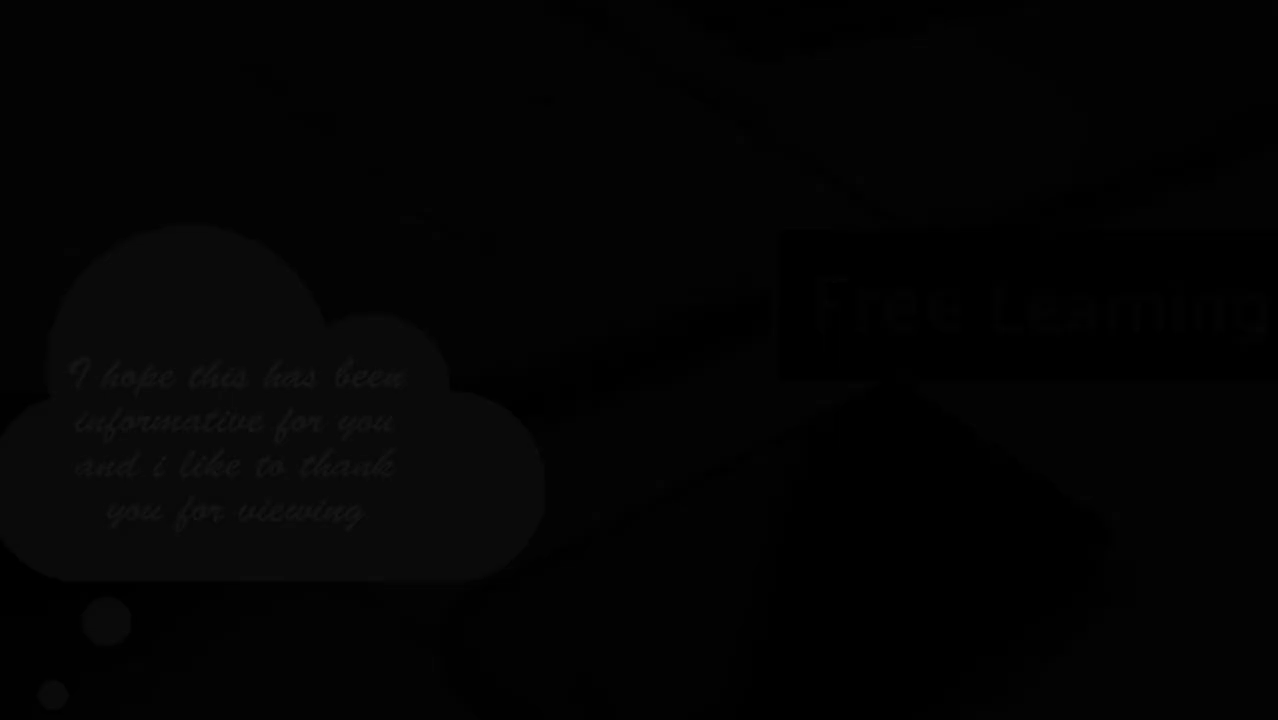 I hope this has been
informative for you
and i like to thank
you for viewing
Free Learning